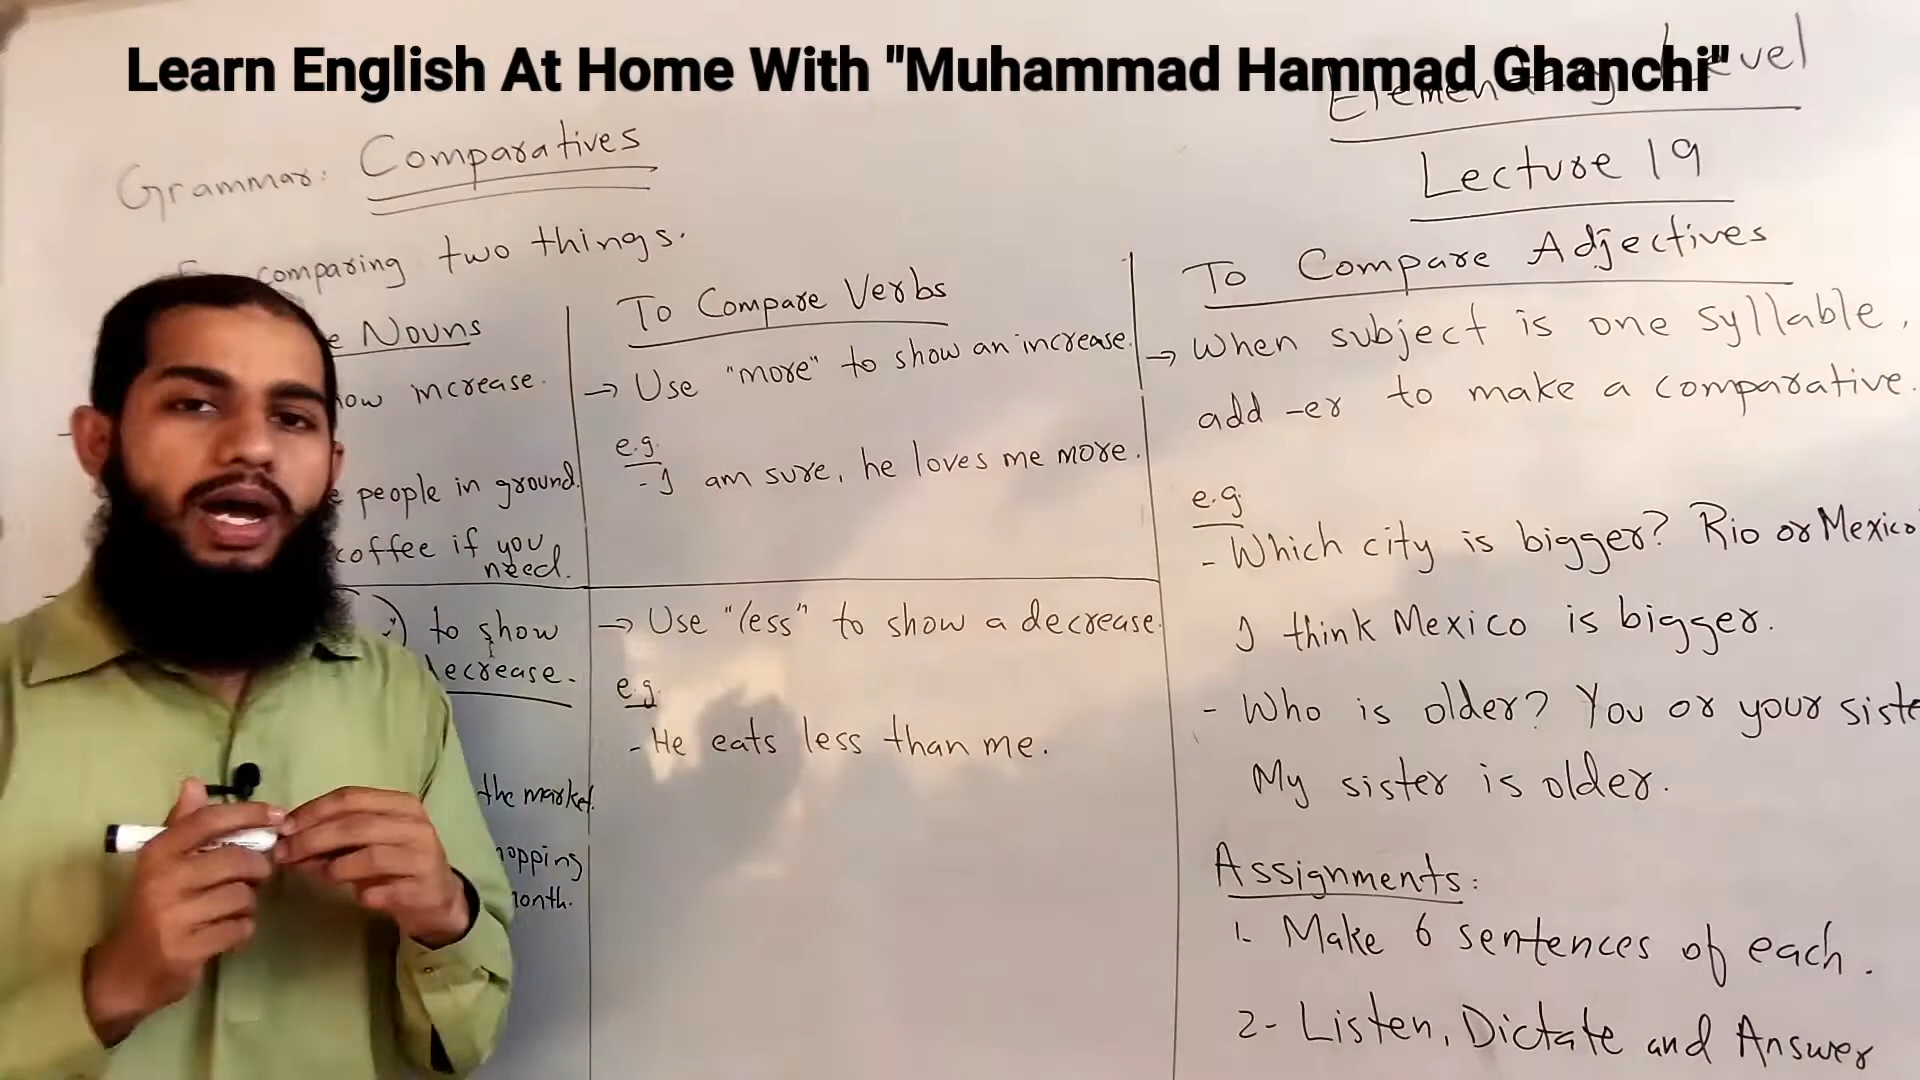 Learn English At Home With "Muhammad Hammad Ghanchi"
Elementary Level
Lecture 19
Grammar: Comparatives
comparing two things.
Nouns
increase.
people in ground.
coffee if you
need.
to show
decrease.
the market.
To Compare Verbs
→ Use "more" to show an increase.
e.g.
- I am sure, he loves me more.
→ Use "less" to show a decrease.
e.g.
- He eats less than me.
To Compare Adjectives
→ When subject is one syllable,
add -er to make a comparative.
e.g.
- Which city is bigger? Rio or Mexico
I think Mexico is bigger.
- Who is older? You or your siste
My sister is older.
Assignments:
1. Make 6 sentences of each.
2- Listen, Dictate and Answer